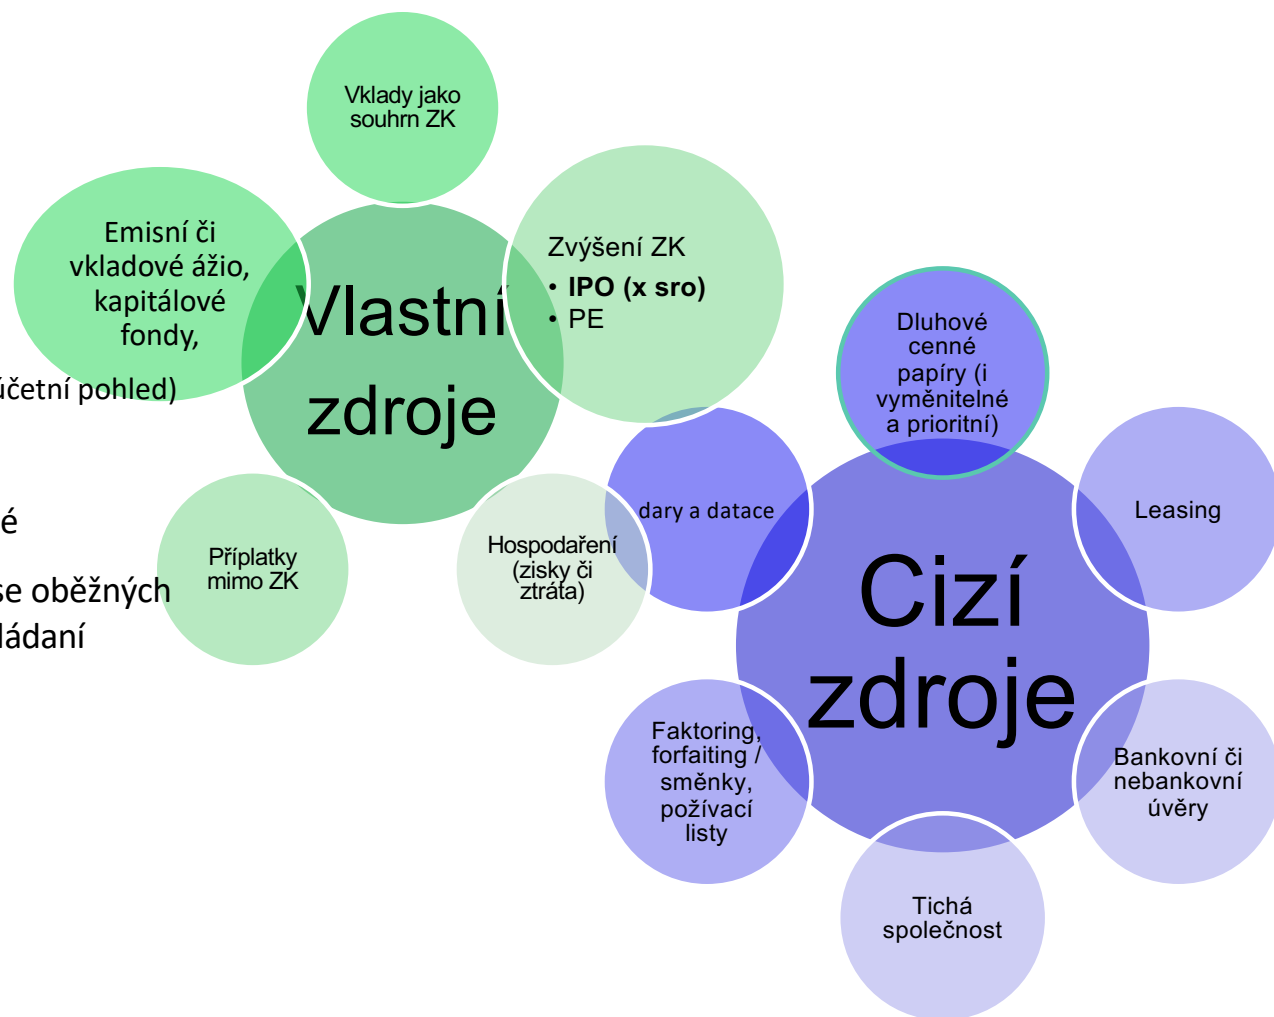 Vklady jako
souhrn ZK
Emisní či
vkladové ážio,
kapitálové
fondy,
Zvýšení ZK
• IPO (x sro)
• PE
Vlastní
zdroje
účetní pohled)
é
se oběžných
ládaní
Příplatky
mimo ZK
Hospodaření
(zisky či
ztráta)
dary a datace
Dluhové
cenné
papíry (i
vyměnitelné
a prioritní)
Leasing
Cizí
zdroje
Faktoring,
forfaiting /
směnky,
požívací
listy
Bankovní či
nebankovní
úvěry
Tichá
společnost